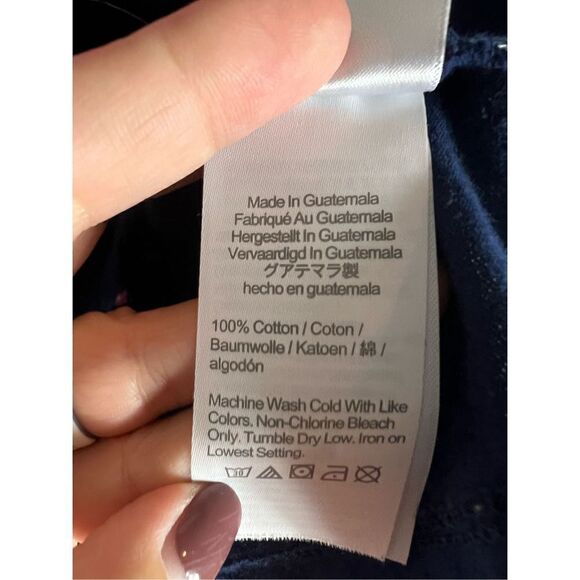 Made In Guatemala
Fabriqué Au Guatemala
Hergestellt In Guatemala
Vervaardigd In Guatemala
グアテマラ製
hecho en guatemala
100% Cotton / Coton /
Baumwolle / Katoen / 綿 /
algodón
Machine Wash Cold With Like
Colors. Non-Chlorine Bleach
Only. Tumble Dry Low. Iron on
Lowest Setting.
30